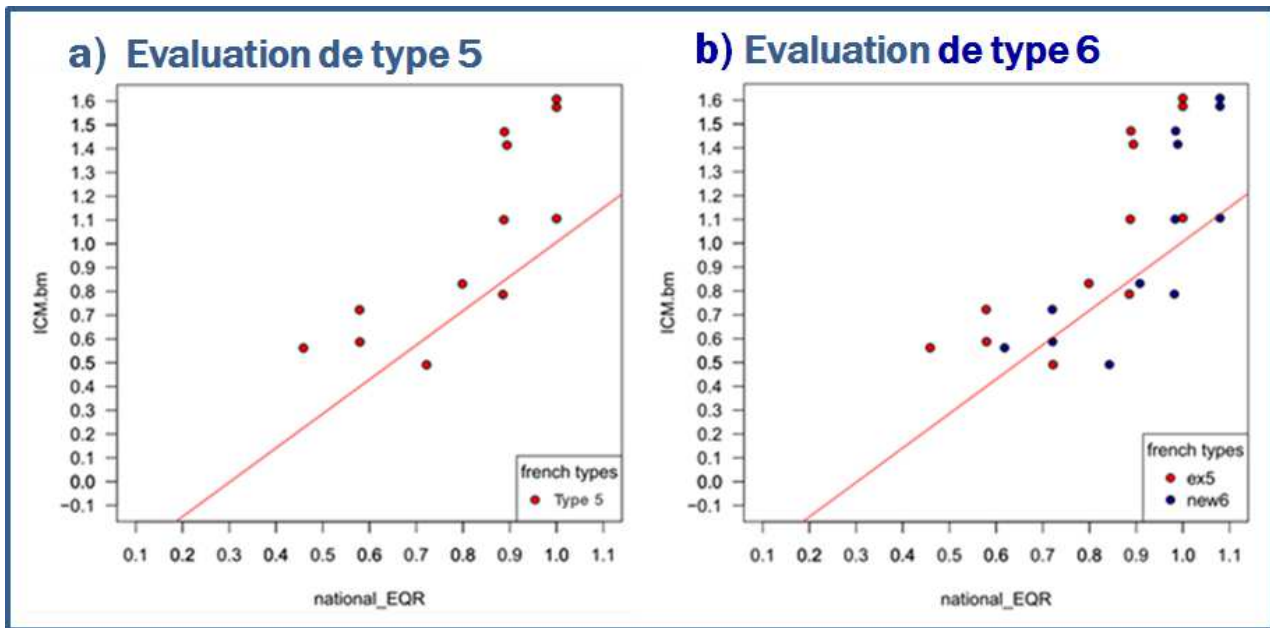 a) Evaluation de type 5
1.6
1.5
1.4
1.3
1.2
1.1
1.0
0.9
0.8
0.7
0.6
0.5
0.4
0.3
0.2
0.1
0.0
−0.1
ICM.bm
french types
Type 5
0.1 0.2 0.3 0.4 0.5 0.6 0.7 0.8 0.9 1.0 1.1
national_EQR
b) Evaluation de type 6
1.6
1.5
1.4
1.3
1.2
1.1
1.0
0.9
0.8
0.7
0.6
0.5
0.4
0.3
0.2
0.1
0.0
−0.1
ICM.bm
french types
ex5
new6
0.1 0.2 0.3 0.4 0.5 0.6 0.7 0.8 0.9 1.0 1.1
national_EQR